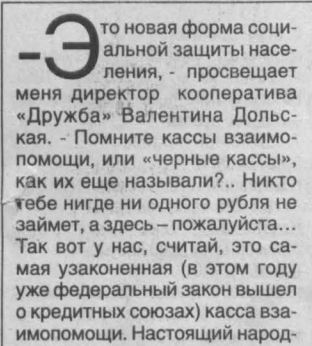 -Это новая форма соци-
альной защиты насе-
ления, - просвещает
меня директор кооператива
«Дружба» Валентина Дольс-
кая. - Помните кассы взаимо-
помощи, или «черные кассы»,
как их еще называли?.. Никто
тебе нигде ни одного рубля не
займет, а здесь – пожалуйста...
Так вот у нас, считай, это са-
мая узаконенная (в этом году
уже федеральный закон вышел
о кредитных союзах) касса вза-
имопомощи. Настоящий народ-